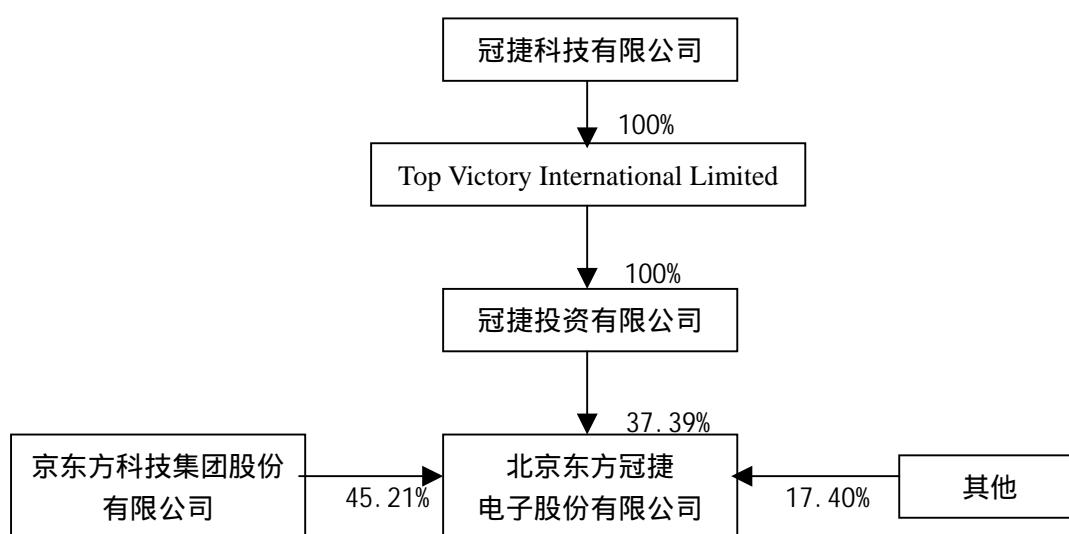 冠捷科技有限公司
100%
Top Victory International Limited
100%
冠捷投资有限公司
37.39%
京东方科技集团股份
有限公司
45.21%
北京东方冠捷
电子股份有限公司
17.40%
其他